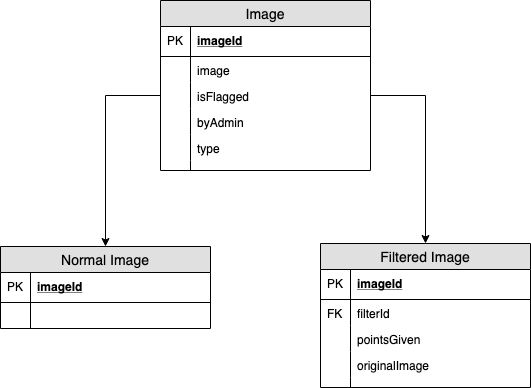 Image
PK imageId
image
isFlagged
byAdmin
type
Normal Image
PK imageId
Filtered Image
PK imageId
FK filterId
pointsGiven
originalImage